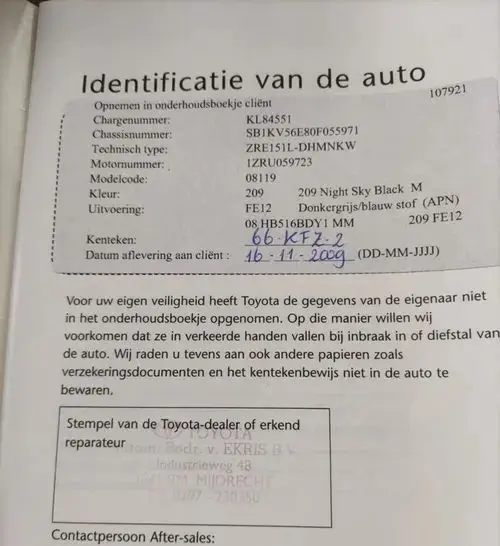 Identificatie van de auto
107921
Opnemen in onderhoudsboekje cliënt
Chargenummer: KL84551
Chassisnummer: SB1KV56E80F055971
Technisch type: ZRE151L-DHMNKW
Motornummer: 1ZRU059723
Modelcode: 08119
Kleur: 209 209 Night Sky Black M
Uitvoering: FE12 Donkergrijs/blauw stof (APN)
08 HB516BDY1 MM 209 FE12
Kenteken: 66-KFZ-2
Datum aflevering aan cliënt : 16-11-2009 (DD-MM-JJJJ)
Voor uw eigen veiligheid heeft Toyota de gegevens van de eigenaar niet
in het onderhoudsboekje opgenomen. Op die manier willen wij
voorkomen dat ze in verkeerde handen vallen bij inbraak in of diefstal van
de auto. Wij raden u tevens aan ook andere papieren zoals
verzekeringsdocumenten en het kentekenbewijs niet in de auto te
bewaren.
Stempel van de Toyota-dealer of erkend
reparateur
TOYOTA
v. EKRIS B.V.
Industrieweg 48
MIJDRECHT
Contactpersoon After-sales: